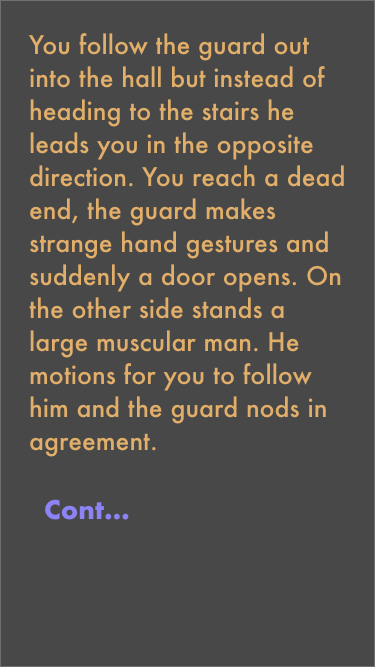 You follow the guard out
into the hall but instead of
heading to the stairs he
leads you in the opposite
direction. You reach a dead
end, the guard makes
strange hand gestures and
suddenly a door opens. On
the other side stands a
large muscular man. He
motions for you to follow
him and the guard nods in
agreement.
Cont...